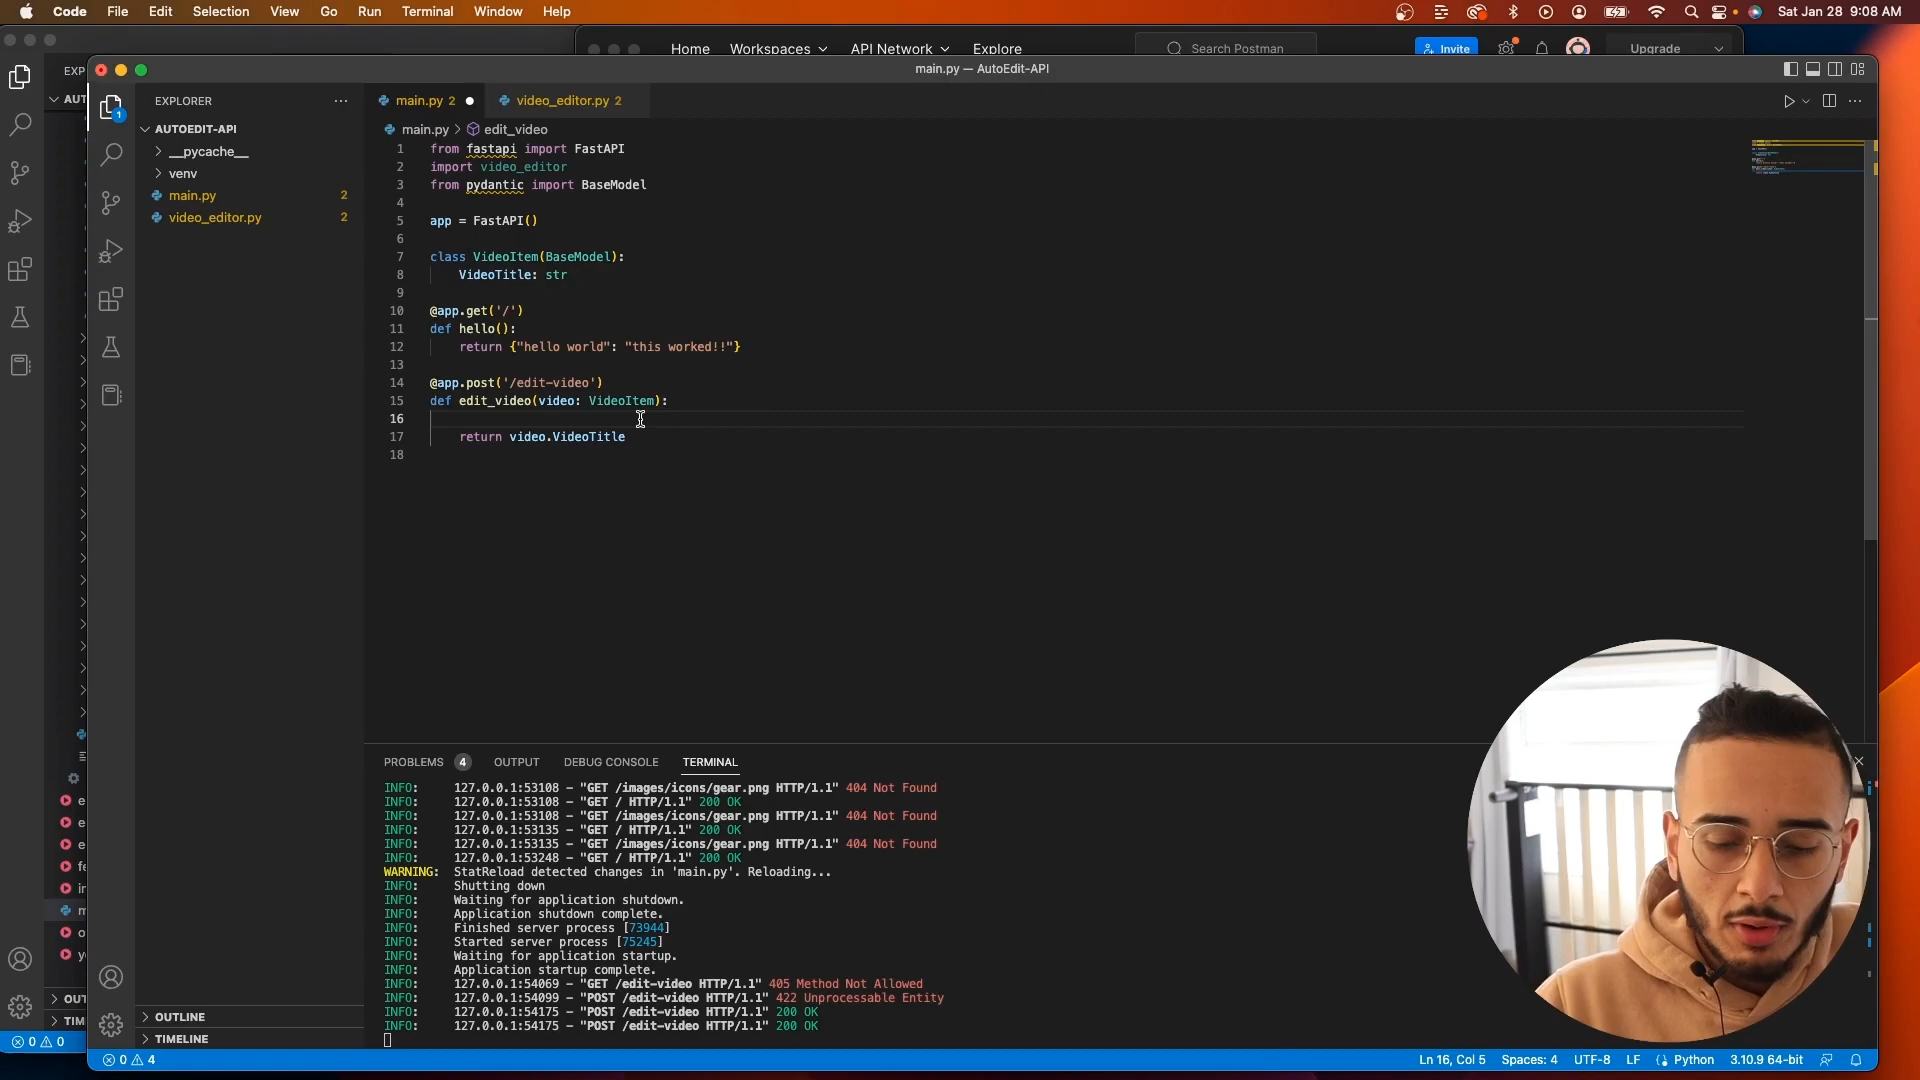 Code File Edit Selection View Go Run Terminal Window Help Sat Jan 28 9:08 AM
Home Workspaces API Network Explore Search Postman Invite Upgrade
main.py — AutoEdit-API
EXP
AUT
EXPLORER
main.py 2
video_editor.py 2
AUTOEDIT-API
main.py > edit_video
__pycache__
venv
main.py 2
video_editor.py 2
1
1 from fastapi import FastAPI
2 import video_editor
3 from pydantic import BaseModel
4
5 app = FastAPI()
6
7 class VideoItem(BaseModel):
8 VideoTitle: str
9
10 @app.get('/')
11 def hello():
12 return {"hello world": "this worked!!"}
13
14 @app.post('/edit-video')
15 def edit_video(video: VideoItem):
16
17 return video.VideoTitle
18
PROBLEMS 4 OUTPUT DEBUG CONSOLE TERMINAL
INFO: 127.0.0.1:53108 - "GET /images/icons/gear.png HTTP/1.1" 404 Not Found
INFO: 127.0.0.1:53108 - "GET / HTTP/1.1" 200 OK
INFO: 127.0.0.1:53108 - "GET /images/icons/gear.png HTTP/1.1" 404 Not Found
INFO: 127.0.0.1:53135 - "GET / HTTP/1.1" 200 OK
INFO: 127.0.0.1:53135 - "GET /images/icons/gear.png HTTP/1.1" 404 Not Found
INFO: 127.0.0.1:53248 - "GET / HTTP/1.1" 200 OK
WARNING: StatReload detected changes in 'main.py'. Reloading...
INFO: Shutting down
INFO: Waiting for application shutdown.
INFO: Application shutdown complete.
INFO: Finished server process [73944]
INFO: Started server process [75245]
INFO: Waiting for application startup.
INFO: Application startup complete.
INFO: 127.0.0.1:54069 - "GET /edit-video HTTP/1.1" 405 Method Not Allowed
INFO: 127.0.0.1:54099 - "POST /edit-video HTTP/1.1" 422 Unprocessable Entity
INFO: 127.0.0.1:54175 - "POST /edit-video HTTP/1.1" 200 OK
INFO: 127.0.0.1:54175 - "POST /edit-video HTTP/1.1" 200 OK
OUTLINE
TIMELINE
OUT
TIM
0 0
0 4
Ln 16, Col 5 Spaces: 4 UTF-8 LF Python 3.10.9 64-bit